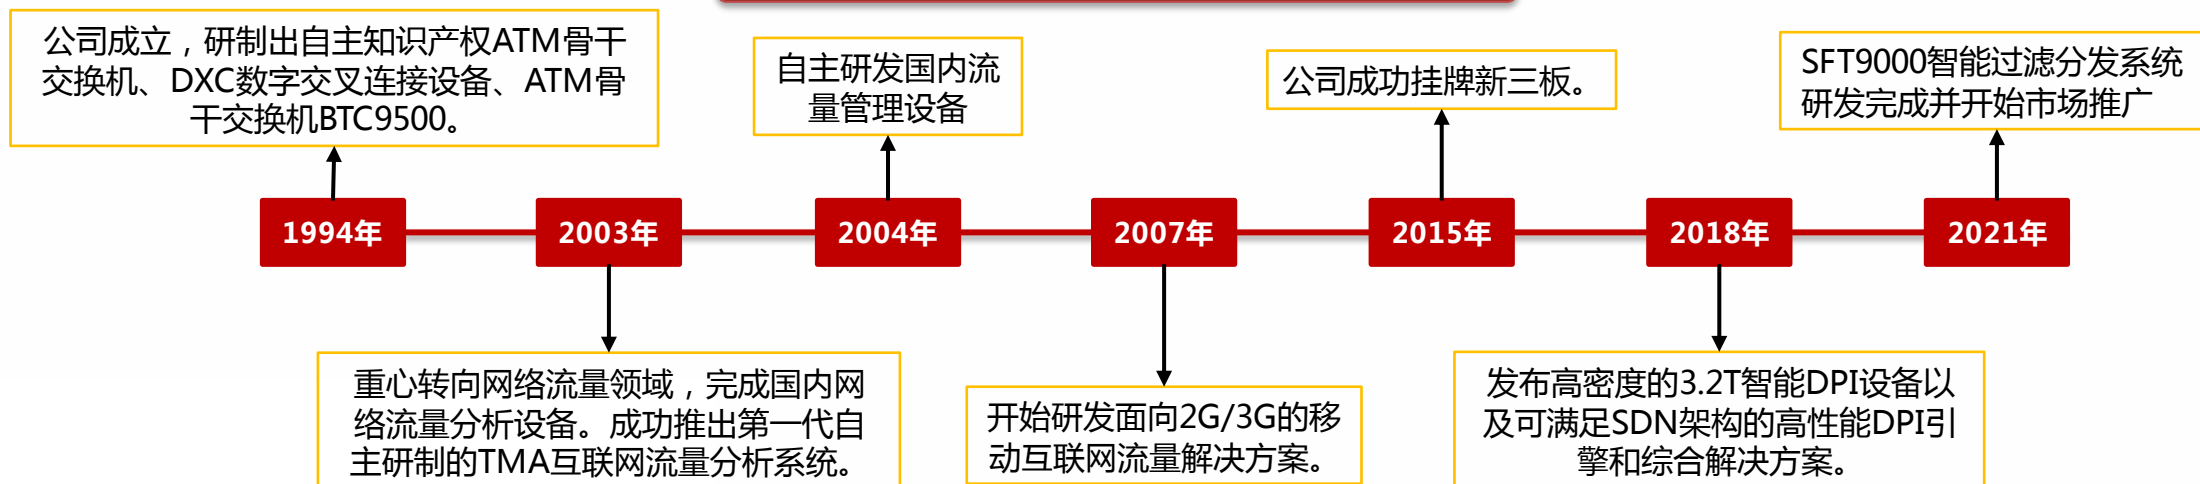 公司成立，研制出自主知识产权ATM骨干
交换机、DXC数字交叉连接设备、ATM骨
干交换机BTC9500。
自主研发国内流
量管理设备
公司成功挂牌新三板。
SFT9000智能过滤分发系统
研发完成并开始市场推广
1994年
2003年
2004年
2007年
2015年
2018年
2021年
重心转向网络流量领域，完成国内网
络流量分析设备。成功推出第一代自
主研制的TMA互联网流量分析系统。
开始研发面向2G/3G的移
动互联网流量解决方案。
发布高密度的3.2T智能DPI设备以
及可满足SDN架构的高性能DPI引
擎和综合解决方案。